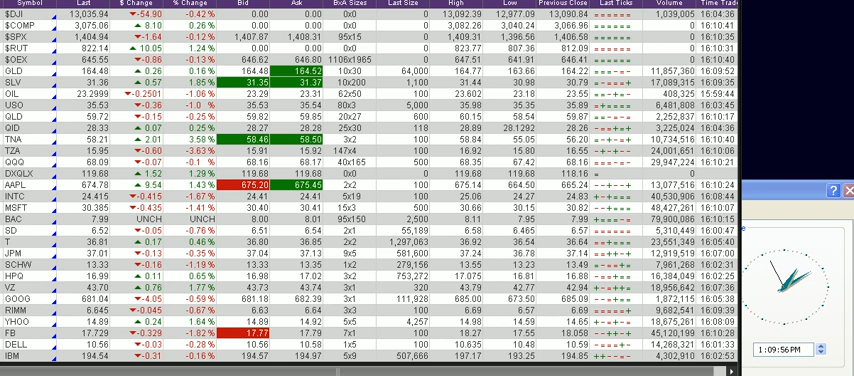 Symbol Last $ Change % Change Bid Ask BxA Sizes Last Size High Low Previous Close Last Ticks Volume Time Trade
$DJI 13,035.94 -54.90 -0.42 % 0.00 0.00 0x0 13,092.39 12,977.09 13,090.84 ====== 1,039,005 16:04:36
$COMP 3,075.06 8.10 0.26 % 0.00 0.00 0x0 3,082.26 3,040.24 3,066.96 ====== 0 16:10:41
$SPX 1,404.94 -1.64 -0.12 % 1,407.87 1,408.31 95x15 1,409.31 1,396.56 1,406.58 ====== 0 16:10:35
$RUT 822.14 10.05 1.24 % 0.00 0.00 0x0 823.77 807.36 812.09 ====== 0 16:10:31
$OEX 645.55 -0.86 -0.13 % 646.62 646.80 1106x1965 647.51 641.91 646.41 ====== 0 16:10:40
GLD 164.48 0.26 0.16 % 164.48 164.52 10x30 64,000 164.77 163.66 164.22 11,857,360 16:09:52
SLV 31.36 0.57 1.85 % 31.35 31.37 10x200 1,100 31.44 30.98 30.79 17,089,315 16:09:35
OIL 23.2999 -0.2501 -1.06 % 23.29 23.31 62x50 100 23.602 23.18 23.55 408,325 15:59:44
USO 35.53 -0.36 -1.0 % 35.53 35.54 80x3 5,000 35.98 35.35 35.89 6,481,808 16:03:45
QLD 59.72 -0.15 -0.25 % 59.82 59.85 20x27 600 60.15 58.54 59.87 2,252,837 16:10:17
QID 28.33 0.07 0.25 % 28.27 28.28 25x30 118 28.89 28.1292 28.26 3,225,024 16:04:36
TNA 58.21 2.01 3.58 % 58.46 58.50 3x2 100 58.84 55.05 56.20 10,734,516 16:10:40
TZA 15.95 -0.60 -3.63 % 15.91 15.92 147x4 100 16.92 15.80 16.55 24,001,651 16:10:06
QQQ 68.09 -0.07 -0.1 % 68.16 68.17 40x165 500 68.35 67.42 68.16 29,947,224 16:10:21
DXQLX 119.68 1.52 1.29 % 119.68 119.68 0x0 0.00 0.00 118.16 = 0
AAPL 674.78 9.54 1.43 % 675.20 675.45 2x2 100 675.14 664.50 665.24 13,077,516 16:10:24
INTC 24.415 -0.415 -1.67 % 24.41 24.42 5x19 100 25.06 24.27 24.83 40,530,906 16:08:44
MSFT 30.385 -0.435 -1.41 % 30.40 30.41 15x3 500 30.66 30.15 30.82 48,427,261 16:10:07
BAC 7.99 UNCH UNCH 8.00 8.01 95x150 2,500 8.11 7.95 7.99 79,900,086 16:10:15
SD 6.52 -0.05 -0.76 % 6.51 6.54 2x1 55,189 6.58 6.465 6.57 5,310,449 16:00:48
T 36.81 0.17 0.46 % 36.80 36.85 2x2 1,297,063 36.92 36.54 36.64 23,551,349 16:05:40
JPM 37.01 -0.13 -0.35 % 37.04 37.13 9x5 581,600 37.24 36.78 37.14 12,919,519 16:07:00
SCHW 13.33 -0.16 -1.19 % 13.33 13.35 1x2 279,156 13.55 13.23 13.49 7,961,268 16:02:31
HPQ 16.99 0.11 0.65 % 16.98 17.02 3x2 753,272 17.075 16.81 16.88 16,384,049 16:02:25
VZ 43.70 0.76 1.77 % 43.74 43.74 3x1 213,549 43.79 42.77 42.94 18,956,642 16:07:36
GOOG 681.04 -4.05 -0.59 % 681.18 682.39 3x1 111,928 685.00 673.50 685.09 1,872,115 16:05:38
RIMM 6.645 -0.045 -0.67 % 6.63 6.64 3x3 100 6.69 6.57 6.69 9,682,541 16:09:39
YHOO 14.89 0.24 1.64 % 14.89 14.92 5x5 4,257 14.98 14.59 14.65 18,675,261 16:08:09
FB 17.729 -0.329 -1.82 % 17.77 17.79 7x1 100 18.27 17.55 18.058 45,120,199 16:10:28
DELL 10.56 -0.03 -0.28 % 10.56 10.58 1x5 100 10.635 10.48 10.59 14,268,321 16:01:33
IBM 194.54 -0.31 -0.16 % 194.57 194.97 5x9 507,666 197.17 193.25 194.85 4,302,910 16:02:53
1:09:56 PM